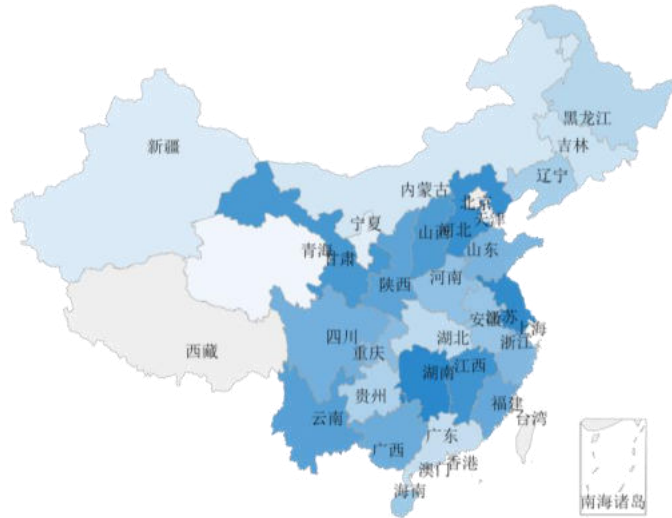 黑龙江
新疆
吉林
辽宁
内蒙古
北京
天津
宁夏
山西
河北
山东
青海
甘肃
陕西
河南
安徽
江苏
上海
西藏
四川
重庆
湖北
浙江
湖南
江西
贵州
云南
福建
台湾
广西
广东
澳门
香港
海南
南海诸岛